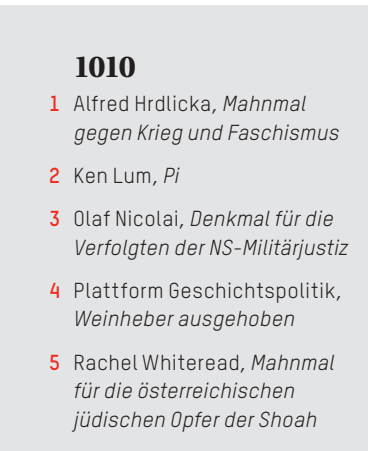 1010
1 Alfred Hrdlicka, Mahnmal
gegen Krieg und Faschismus
2 Ken Lum, Pi
3 Olaf Nicolai, Denkmal für die
Verfolgten der NS-Militärjustiz
4 Plattform Geschichtspolitik,
Weinheber ausgehoben
5 Rachel Whiteread, Mahnmal
für die österreichischen
jüdischen Opfer der Shoah